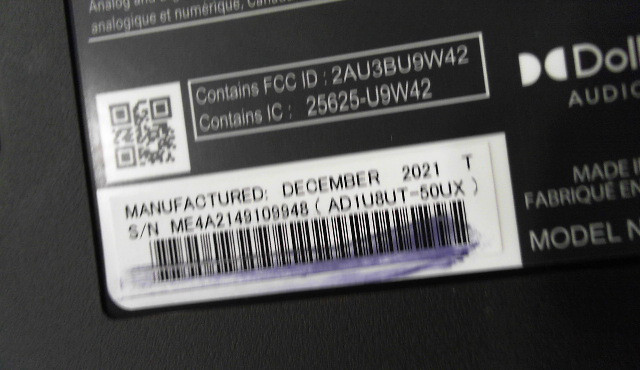 analogique et numérique,
Contains FCC ID : 2AU3BU9W42
Contains IC : 25625-U9W42
MANUFACTURED: DECEMBER 2021 T
S/N ME4A2149109948 ( AD1U8UT-50UX )
AUDIO
MADE I
FABRIQUÉ EN
MODEL N